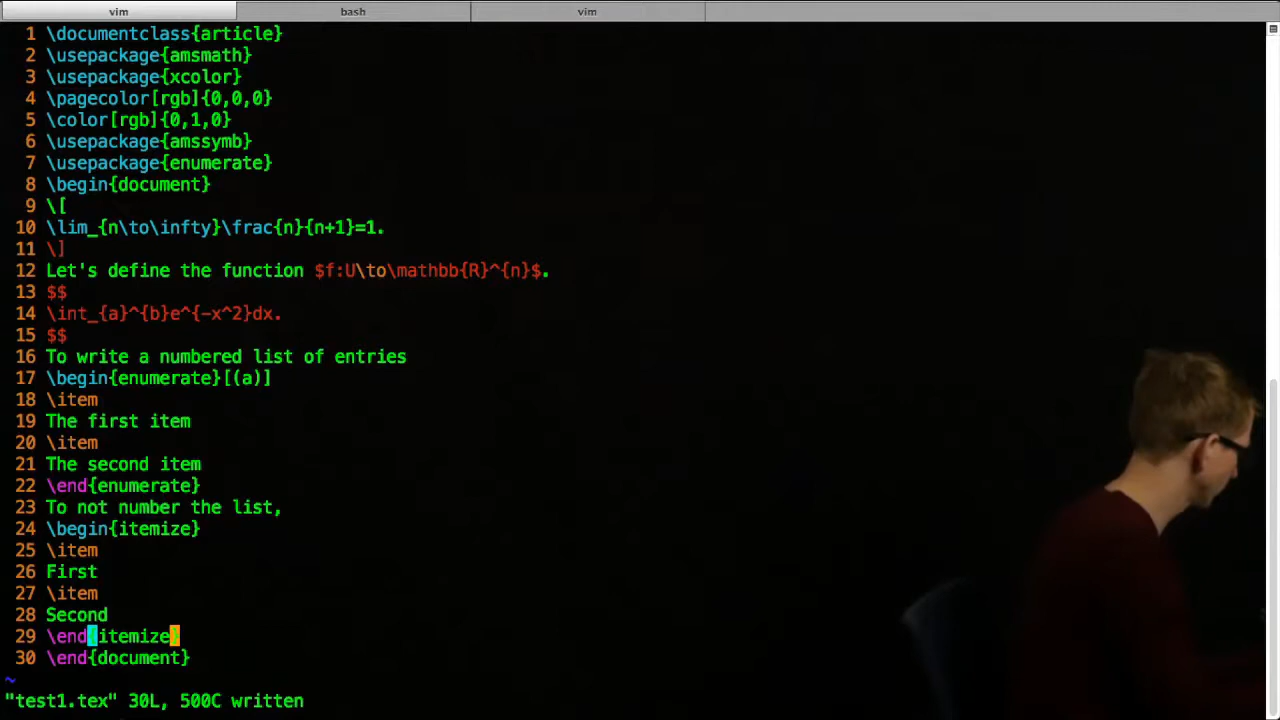 vim
bash
vim
1 \documentclass{article}
2 \usepackage{amsmath}
3 \usepackage{xcolor}
4 \pagecolor[rgb]{0,0,0}
5 \color[rgb]{0,1,0}
6 \usepackage{amssymb}
7 \usepackage{enumerate}
8 \begin{document}
9 \[
10 \lim_{n\to\infty}\frac{n}{n+1}=1.
11 \]
12 Let's define the function $f:U\to\mathbb{R}^{n}$.
13 $$
14 \int_{a}^{b}e^{-x^2}dx.
15 $$
16 To write a numbered list of entries
17 \begin{enumerate}[(a)]
18 \item
19 The first item
20 \item
21 The second item
22 \end{enumerate}
23 To not number the list,
24 \begin{itemize}
25 \item
26 First
27 \item
28 Second
29 \end{itemize}
30 \end{document}
~
"test1.tex" 30L, 500C written